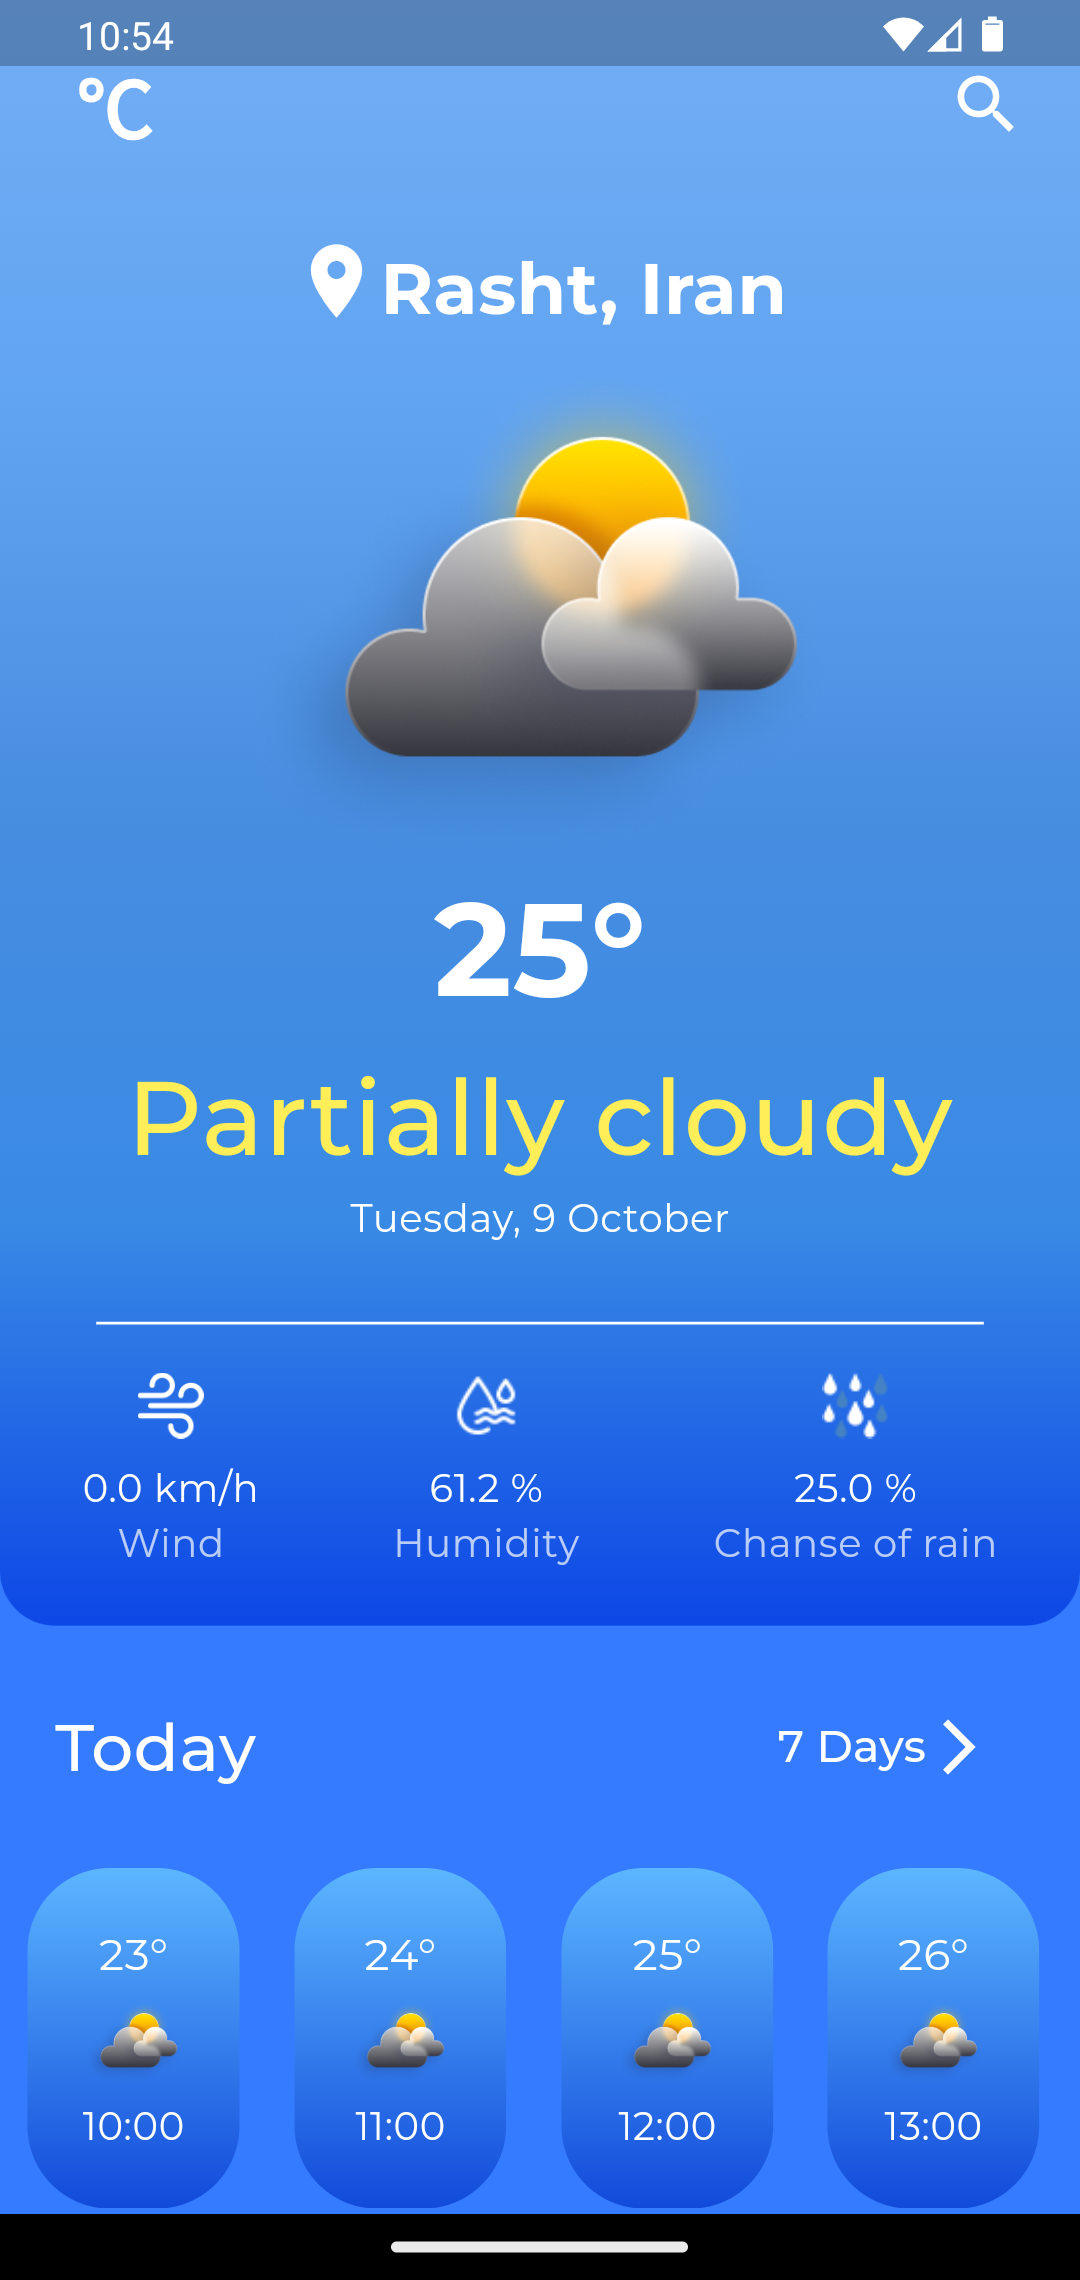 10:54
°C
Rasht, Iran
25°
Partially cloudy
Tuesday, 9 October
0.0 km/h 61.2 % 25.0 %
Wind Humidity Chanse of rain
Today 7 Days
23° 24° 25° 26°
10:00 11:00 12:00 13:00